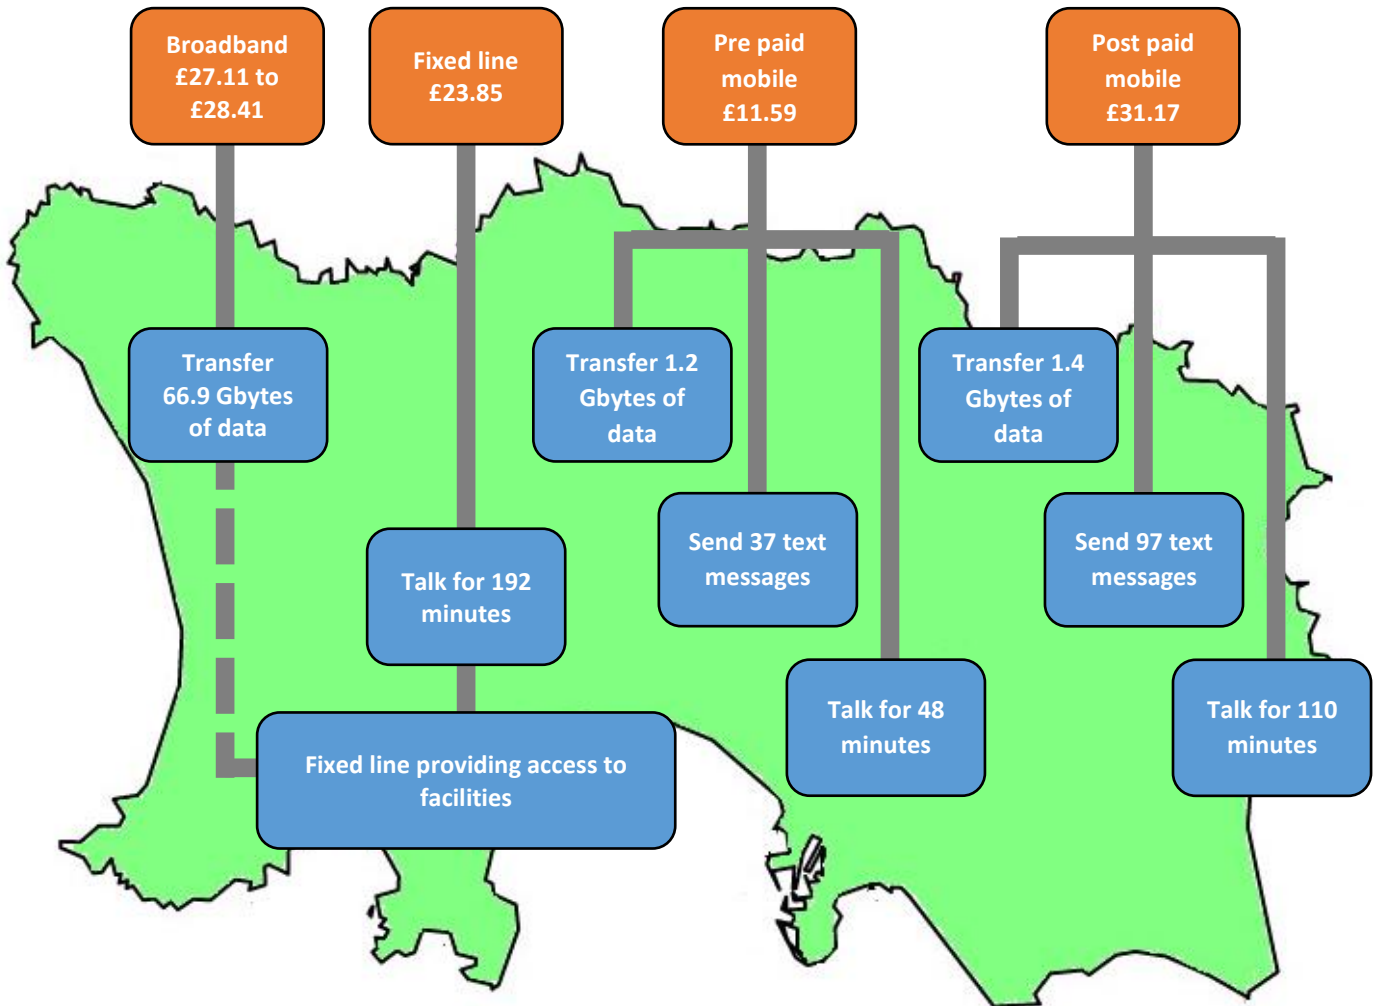 Broadband
£27.11 to
£28.41
Fixed line
£23.85
Pre paid
mobile
£11.59
Post paid
mobile
£31.17
Transfer
66.9 Gbytes
of data
Transfer 1.2
Gbytes of
data
Transfer 1.4
Gbytes of
data
Talk for 192
minutes
Send 37 text
messages
Send 97 text
messages
Talk for 48
minutes
Talk for 110
minutes
Fixed line providing access to
facilities